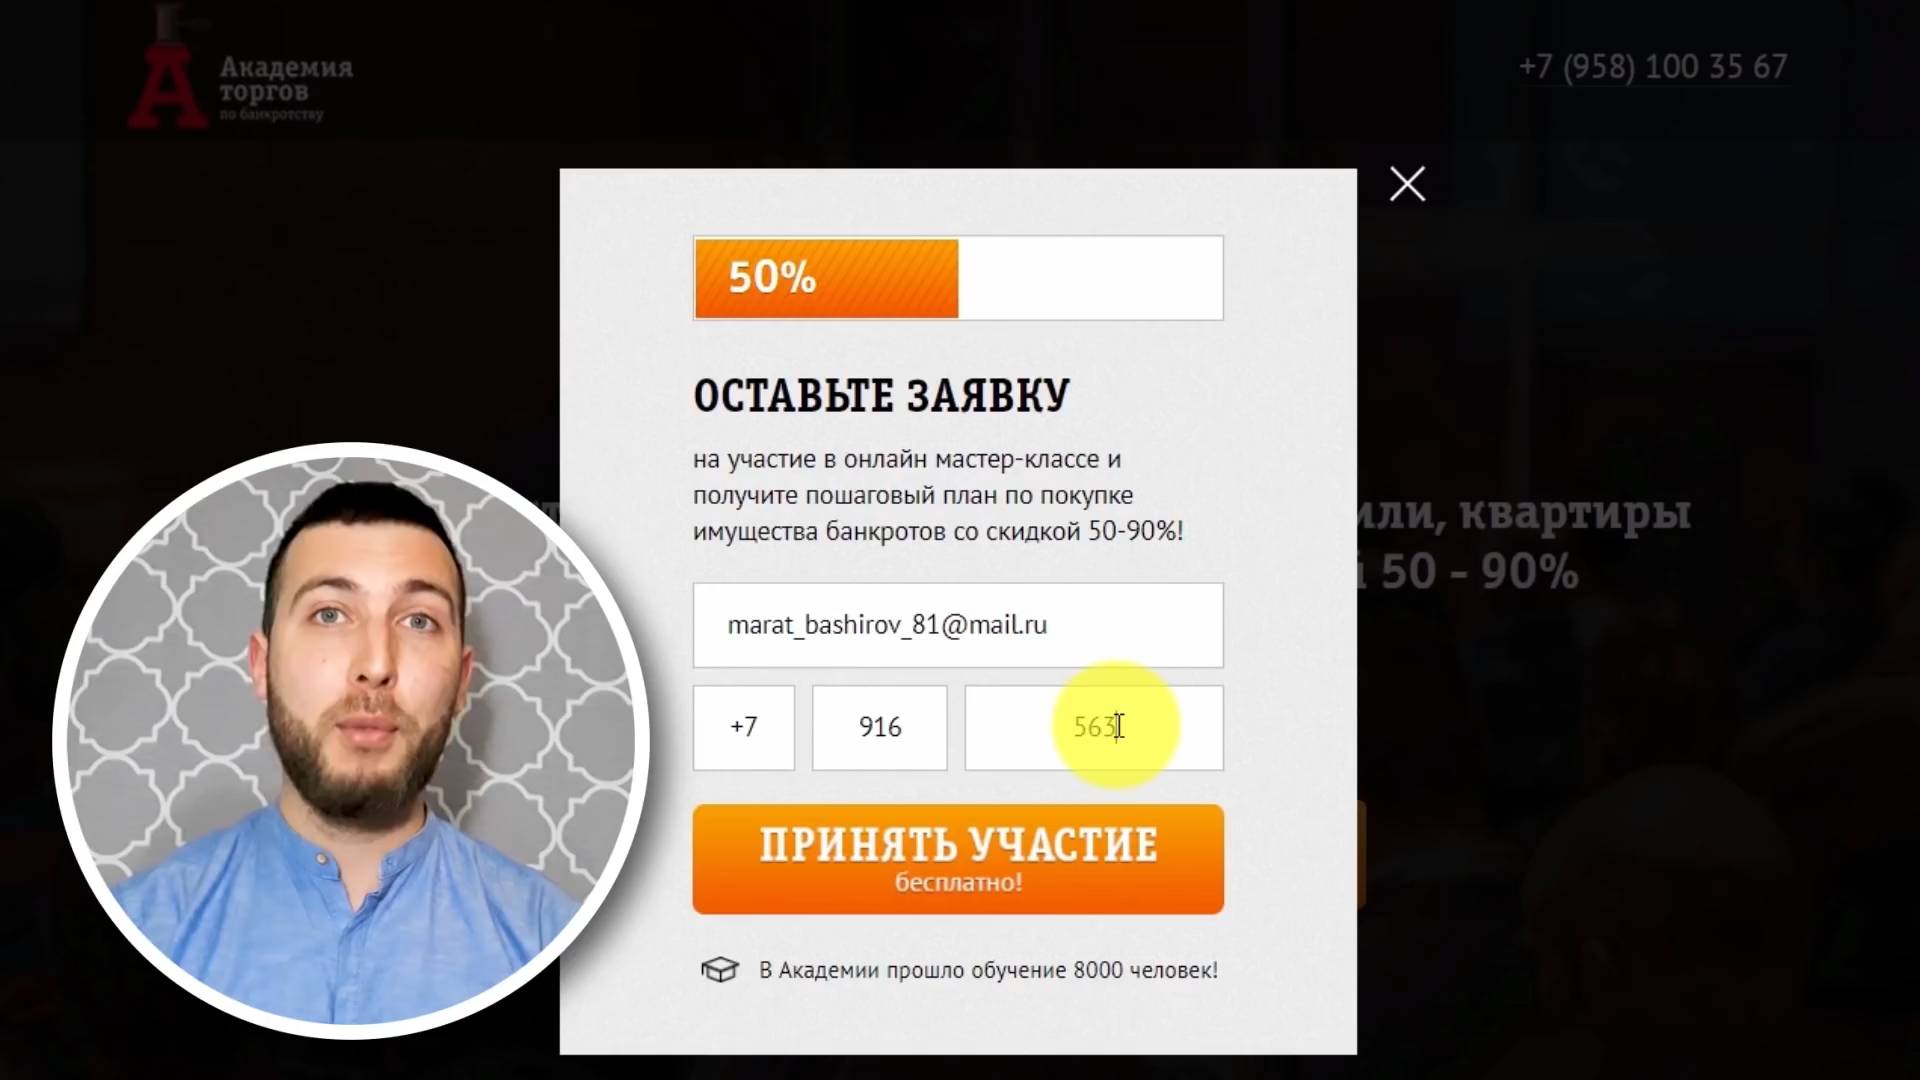 Академия
торгов
по банкротству
+7 (958) 100 35 67
50%
ОСТАВЬТЕ ЗАЯВКУ
на участие в онлайн мастер-классе и
получите пошаговый план по покупке
имущества банкротов со скидкой 50-90%!
или, квартиры
50 - 90%
marat_bashirov_81@mail.ru
+7 916 563
ПРИНЯТЬ УЧАСТИЕ
бесплатно!
В Академии прошло обучение 8000 человек!